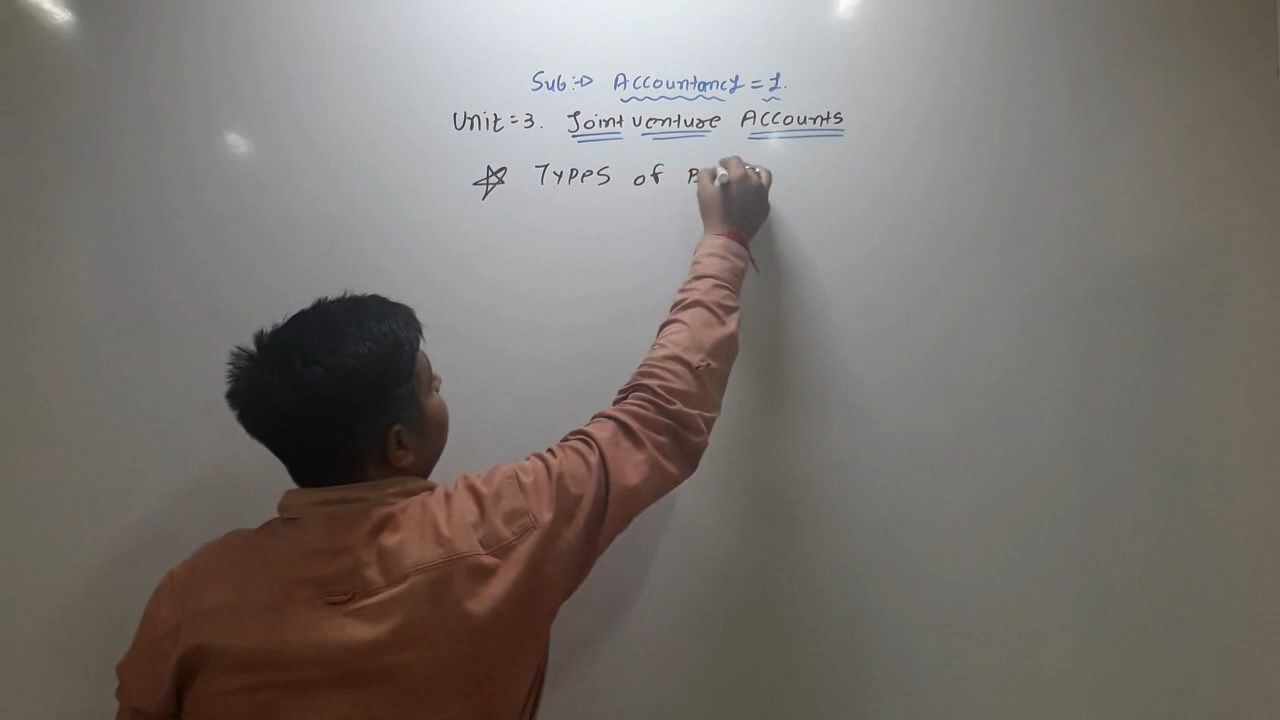 Sub:→ Accountancy = 1.
Unit = 3. Joint Venture Accounts
☆ Types of